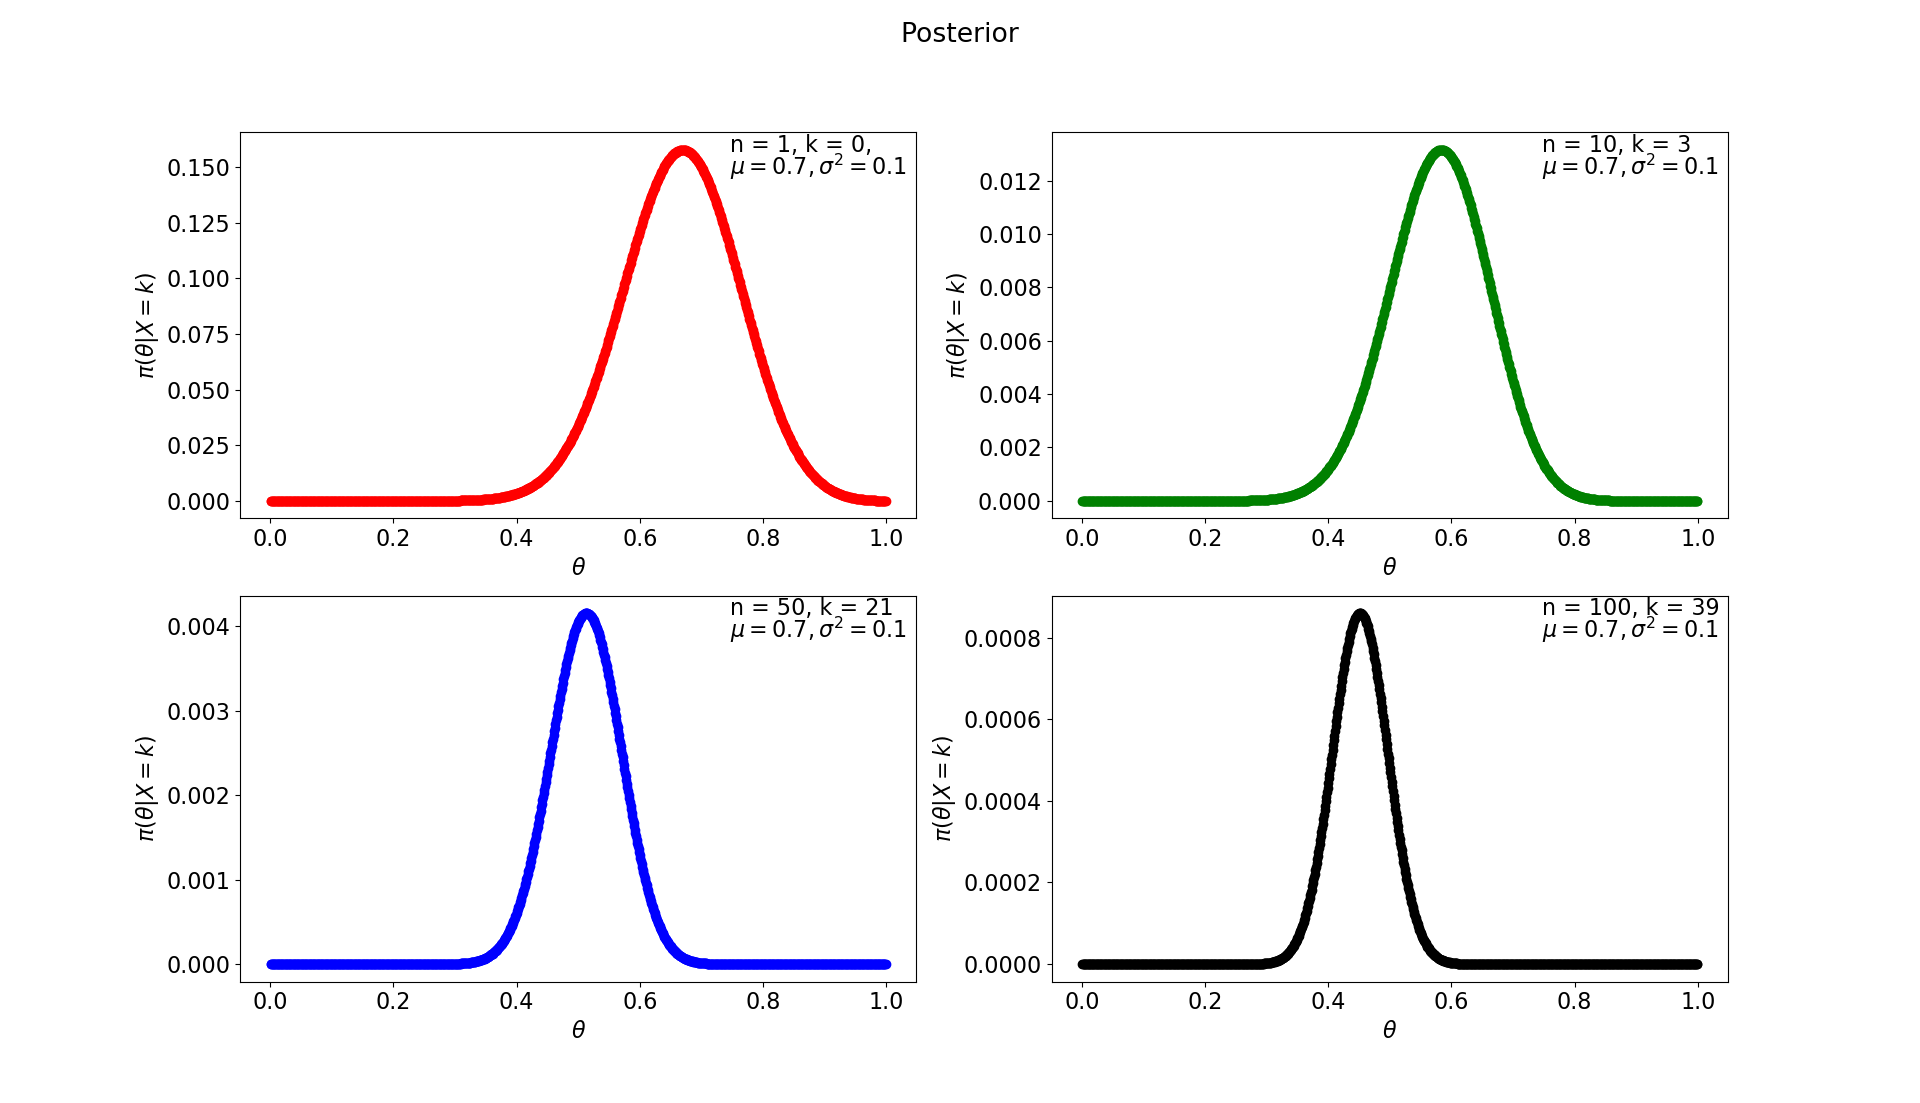 Posterior
n = 1, k = 0,
μ = 0.7, σ² = 0.1
0.150
0.125
0.100
0.075
0.050
0.025
0.000
π(θ|X = k)
0.0 0.2 0.4 0.6 0.8 1.0
θ
n = 10, k = 3
μ = 0.7, σ² = 0.1
0.012
0.010
0.008
0.006
0.004
0.002
0.000
π(θ|X = k)
0.0 0.2 0.4 0.6 0.8 1.0
θ
n = 50, k = 21
μ = 0.7, σ² = 0.1
0.004
0.003
0.002
0.001
0.000
π(θ|X = k)
0.0 0.2 0.4 0.6 0.8 1.0
θ
n = 100, k = 39
μ = 0.7, σ² = 0.1
0.0008
0.0006
0.0004
0.0002
0.0000
π(θ|X = k)
0.0 0.2 0.4 0.6 0.8 1.0
θ